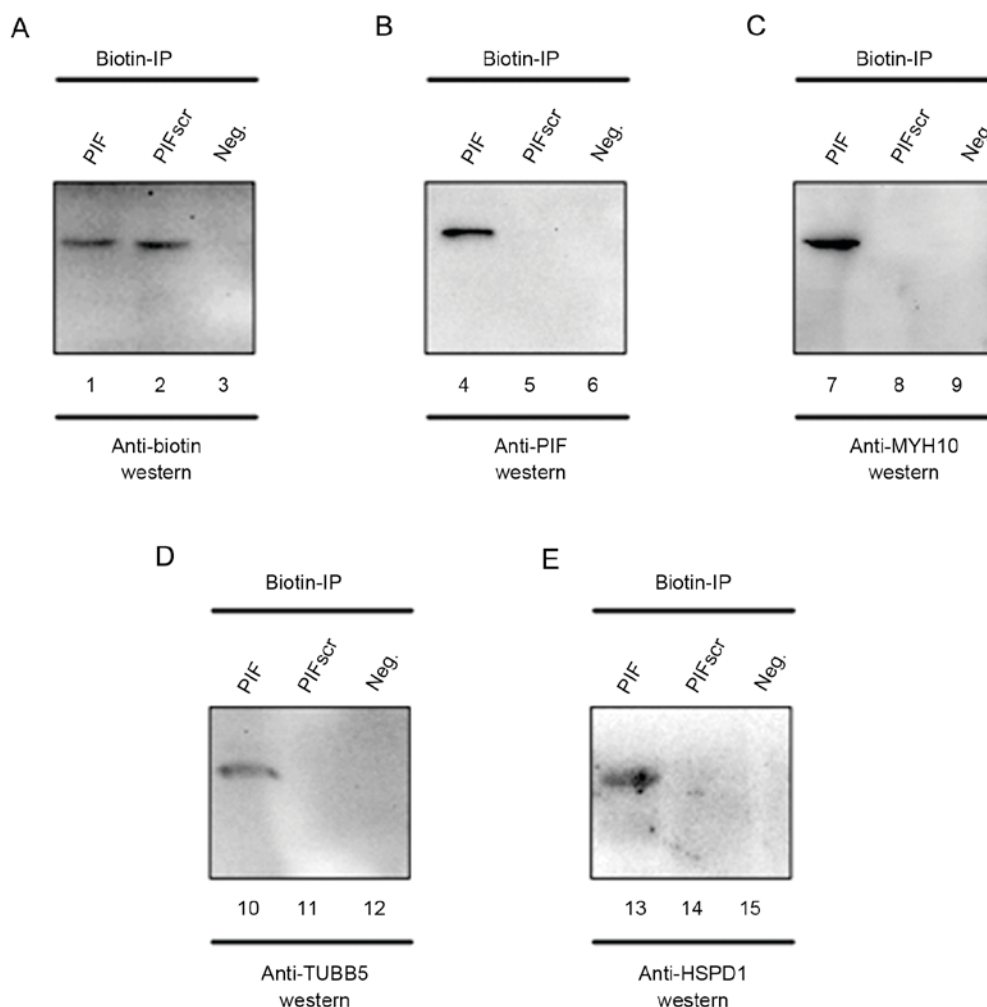 A
Biotin-IP
PIF
PIFscr
Neg.
1 2 3
Anti-biotin
western
B
Biotin-IP
PIF
PIFscr
Neg.
4 5 6
Anti-PIF
western
C
Biotin-IP
PIF
PIFscr
Neg.
7 8 9
Anti-MYH10
western
D
Biotin-IP
PIF
PIFscr
Neg.
10 11 12
Anti-TUBB5
western
E
Biotin-IP
PIF
PIFscr
Neg.
13 14 15
Anti-HSPD1
western